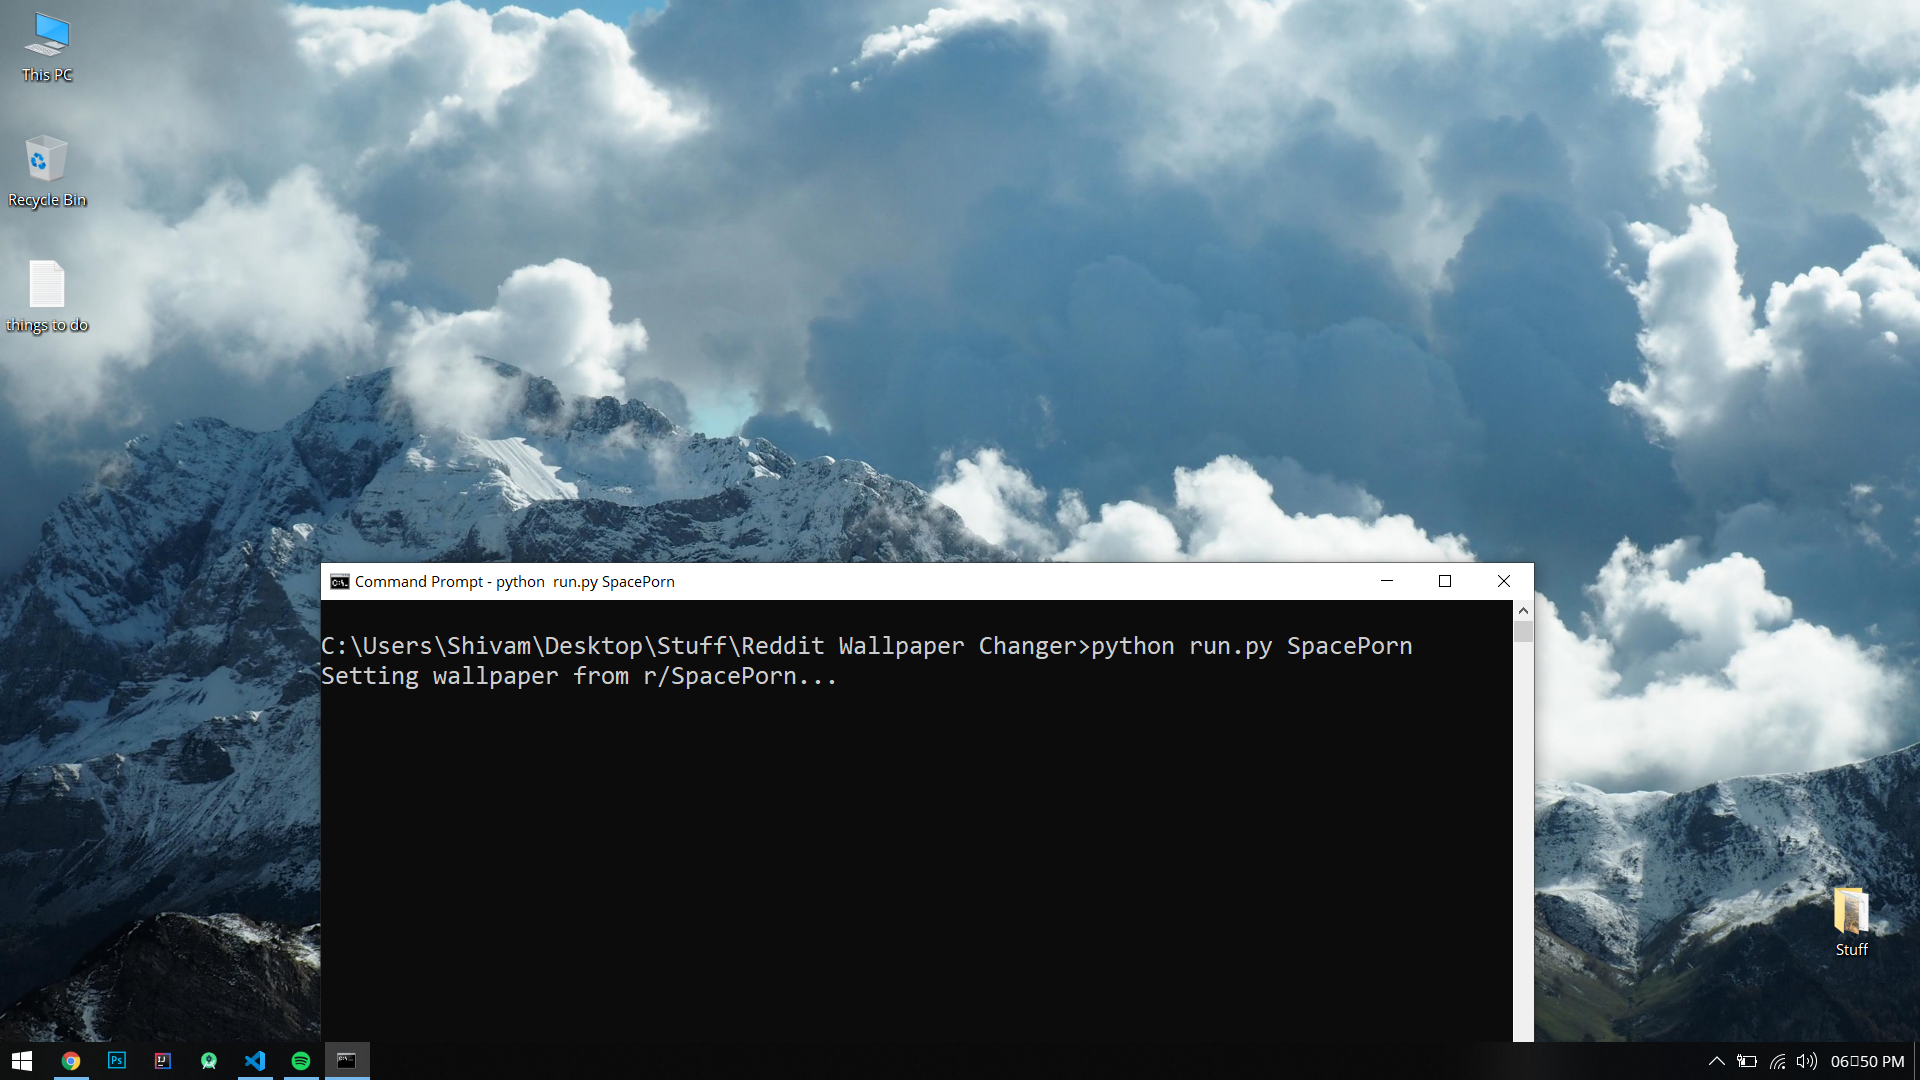 This PC
Recycle Bin
things to do
Command Prompt - python  run.py SpacePorn
C:\Users\Shivam\Desktop\Stuff\Reddit Wallpaper Changer>python run.py SpacePorn
Setting wallpaper from r/SpacePorn...
Stuff
Ps
IJ
C:\.
06▯50 PM